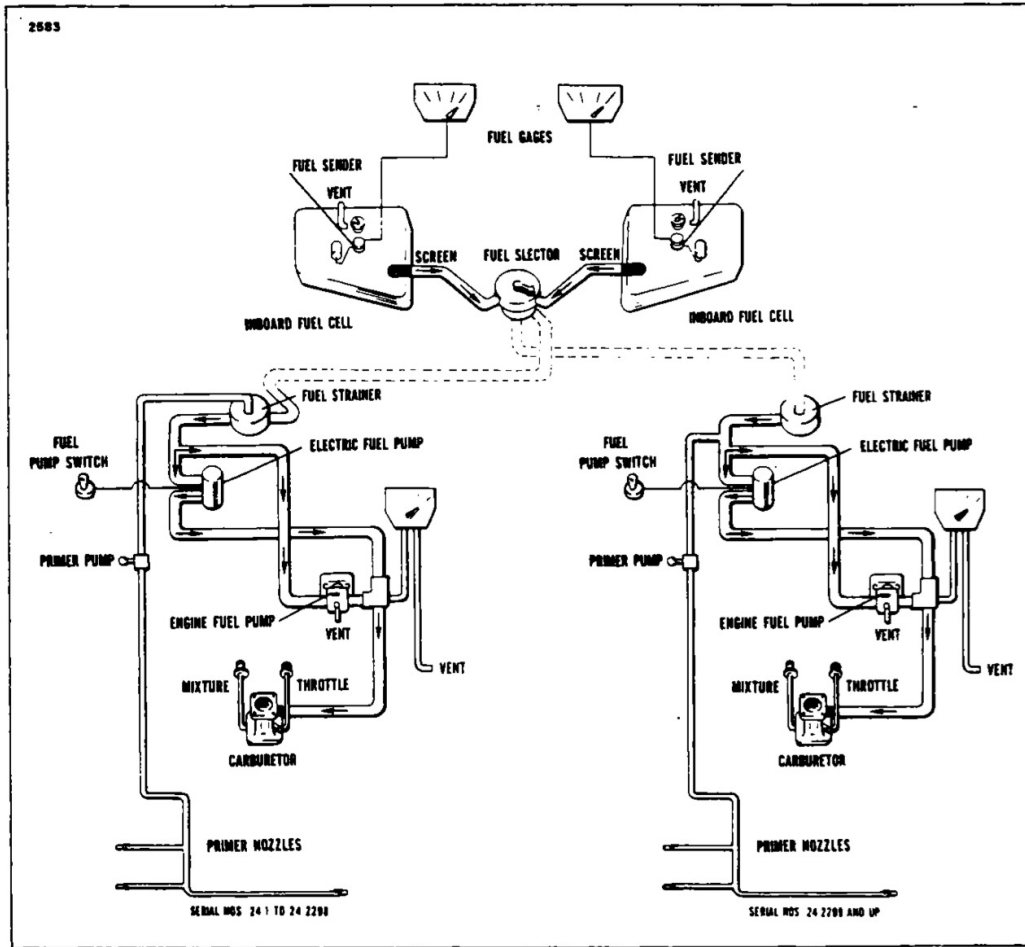 2583
FUEL GAGES
FUEL SENDER
FUEL SENDER
VENT
VENT
SCREEN
FUEL SLECTOR
SCREEN
INBOARD FUEL CELL
INBOARD FUEL CELL
FUEL STRAINER
FUEL STRAINER
FUEL
PUMP SWITCH
ELECTRIC FUEL PUMP
FUEL
PUMP SWITCH
ELECTRIC FUEL PUMP
PRIMER PUMP
PRIMER PUMP
ENGINE FUEL PUMP
VENT
ENGINE FUEL PUMP
VENT
VENT
VENT
MIXTURE
THROTTLE
MIXTURE
THROTTLE
CARBURETOR
CARBURETOR
PRIMER NOZZLES
PRIMER NOZZLES
SERIAL NOS 24 1 TO 24 2298
SERIAL NOS 24 2299 AND UP